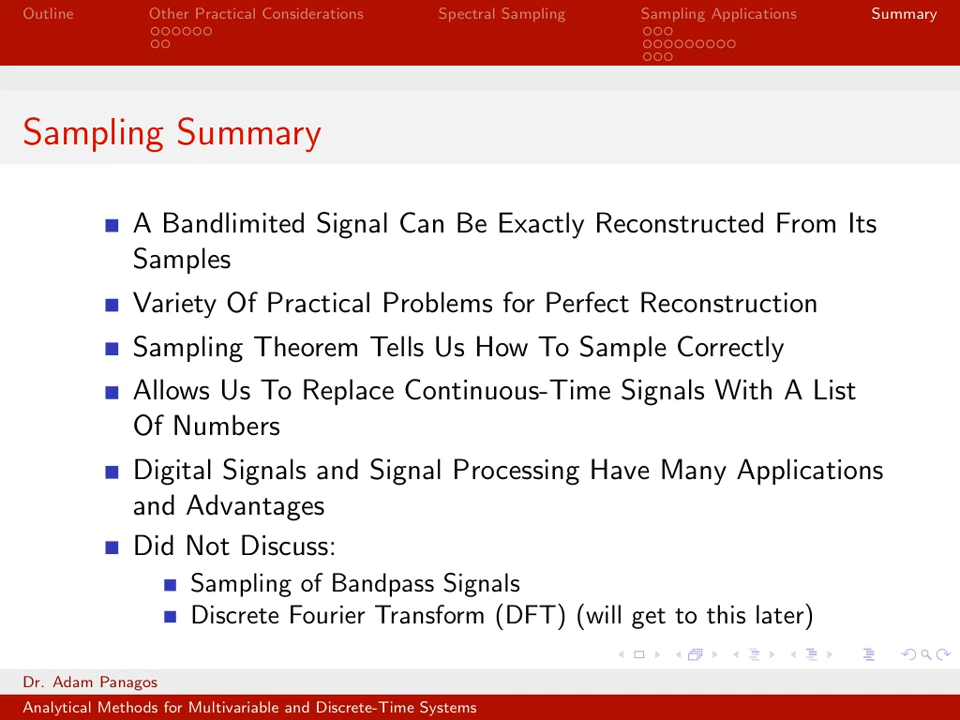 Outline Other Practical Considerations Spectral Sampling Sampling Applications Summary
Sampling Summary
A Bandlimited Signal Can Be Exactly Reconstructed From Its
Samples
Variety Of Practical Problems for Perfect Reconstruction
Sampling Theorem Tells Us How To Sample Correctly
Allows Us To Replace Continuous-Time Signals With A List
Of Numbers
Digital Signals and Signal Processing Have Many Applications
and Advantages
Did Not Discuss:
Sampling of Bandpass Signals
Discrete Fourier Transform (DFT) (will get to this later)
Dr. Adam Panagos
Analytical Methods for Multivariable and Discrete-Time Systems